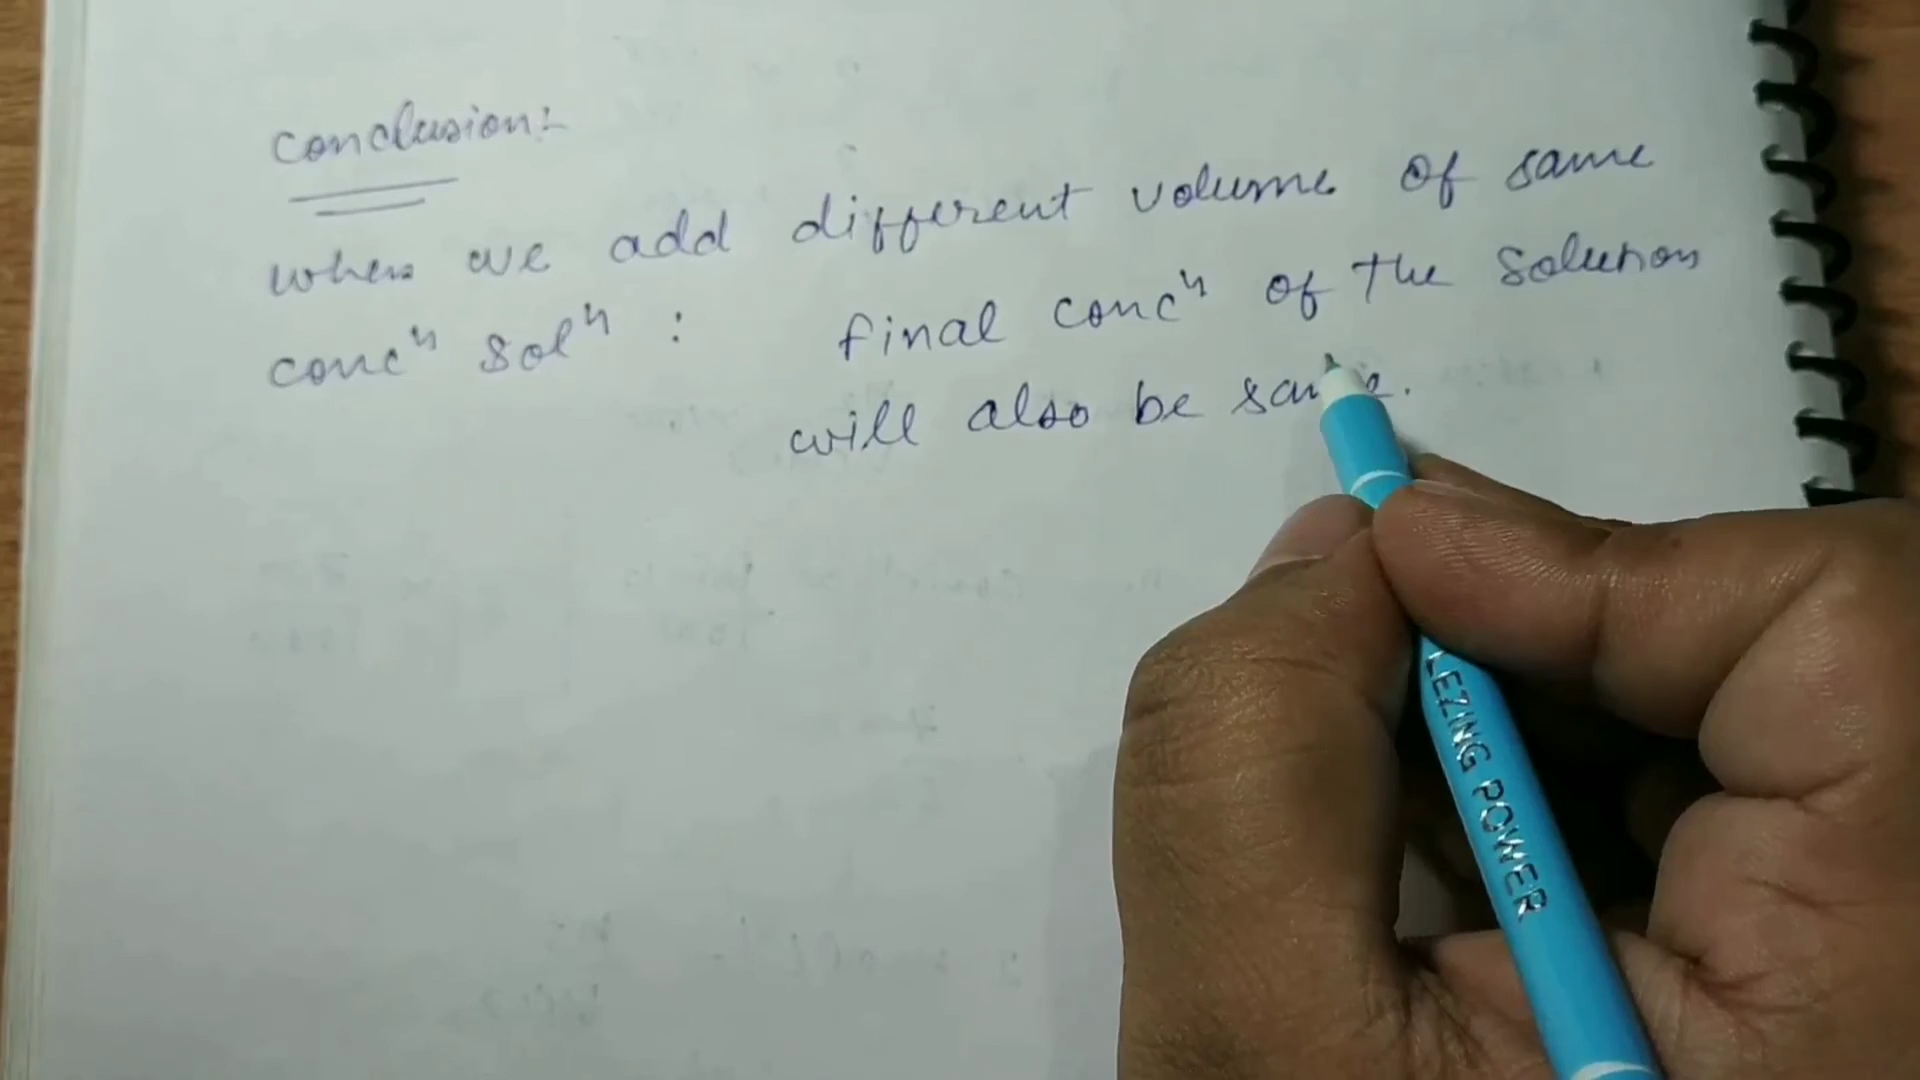 Conclusion:-
when we add different volume of same
concⁿ solⁿ : final concⁿ of the solution
will also be same.
LEZING POWER